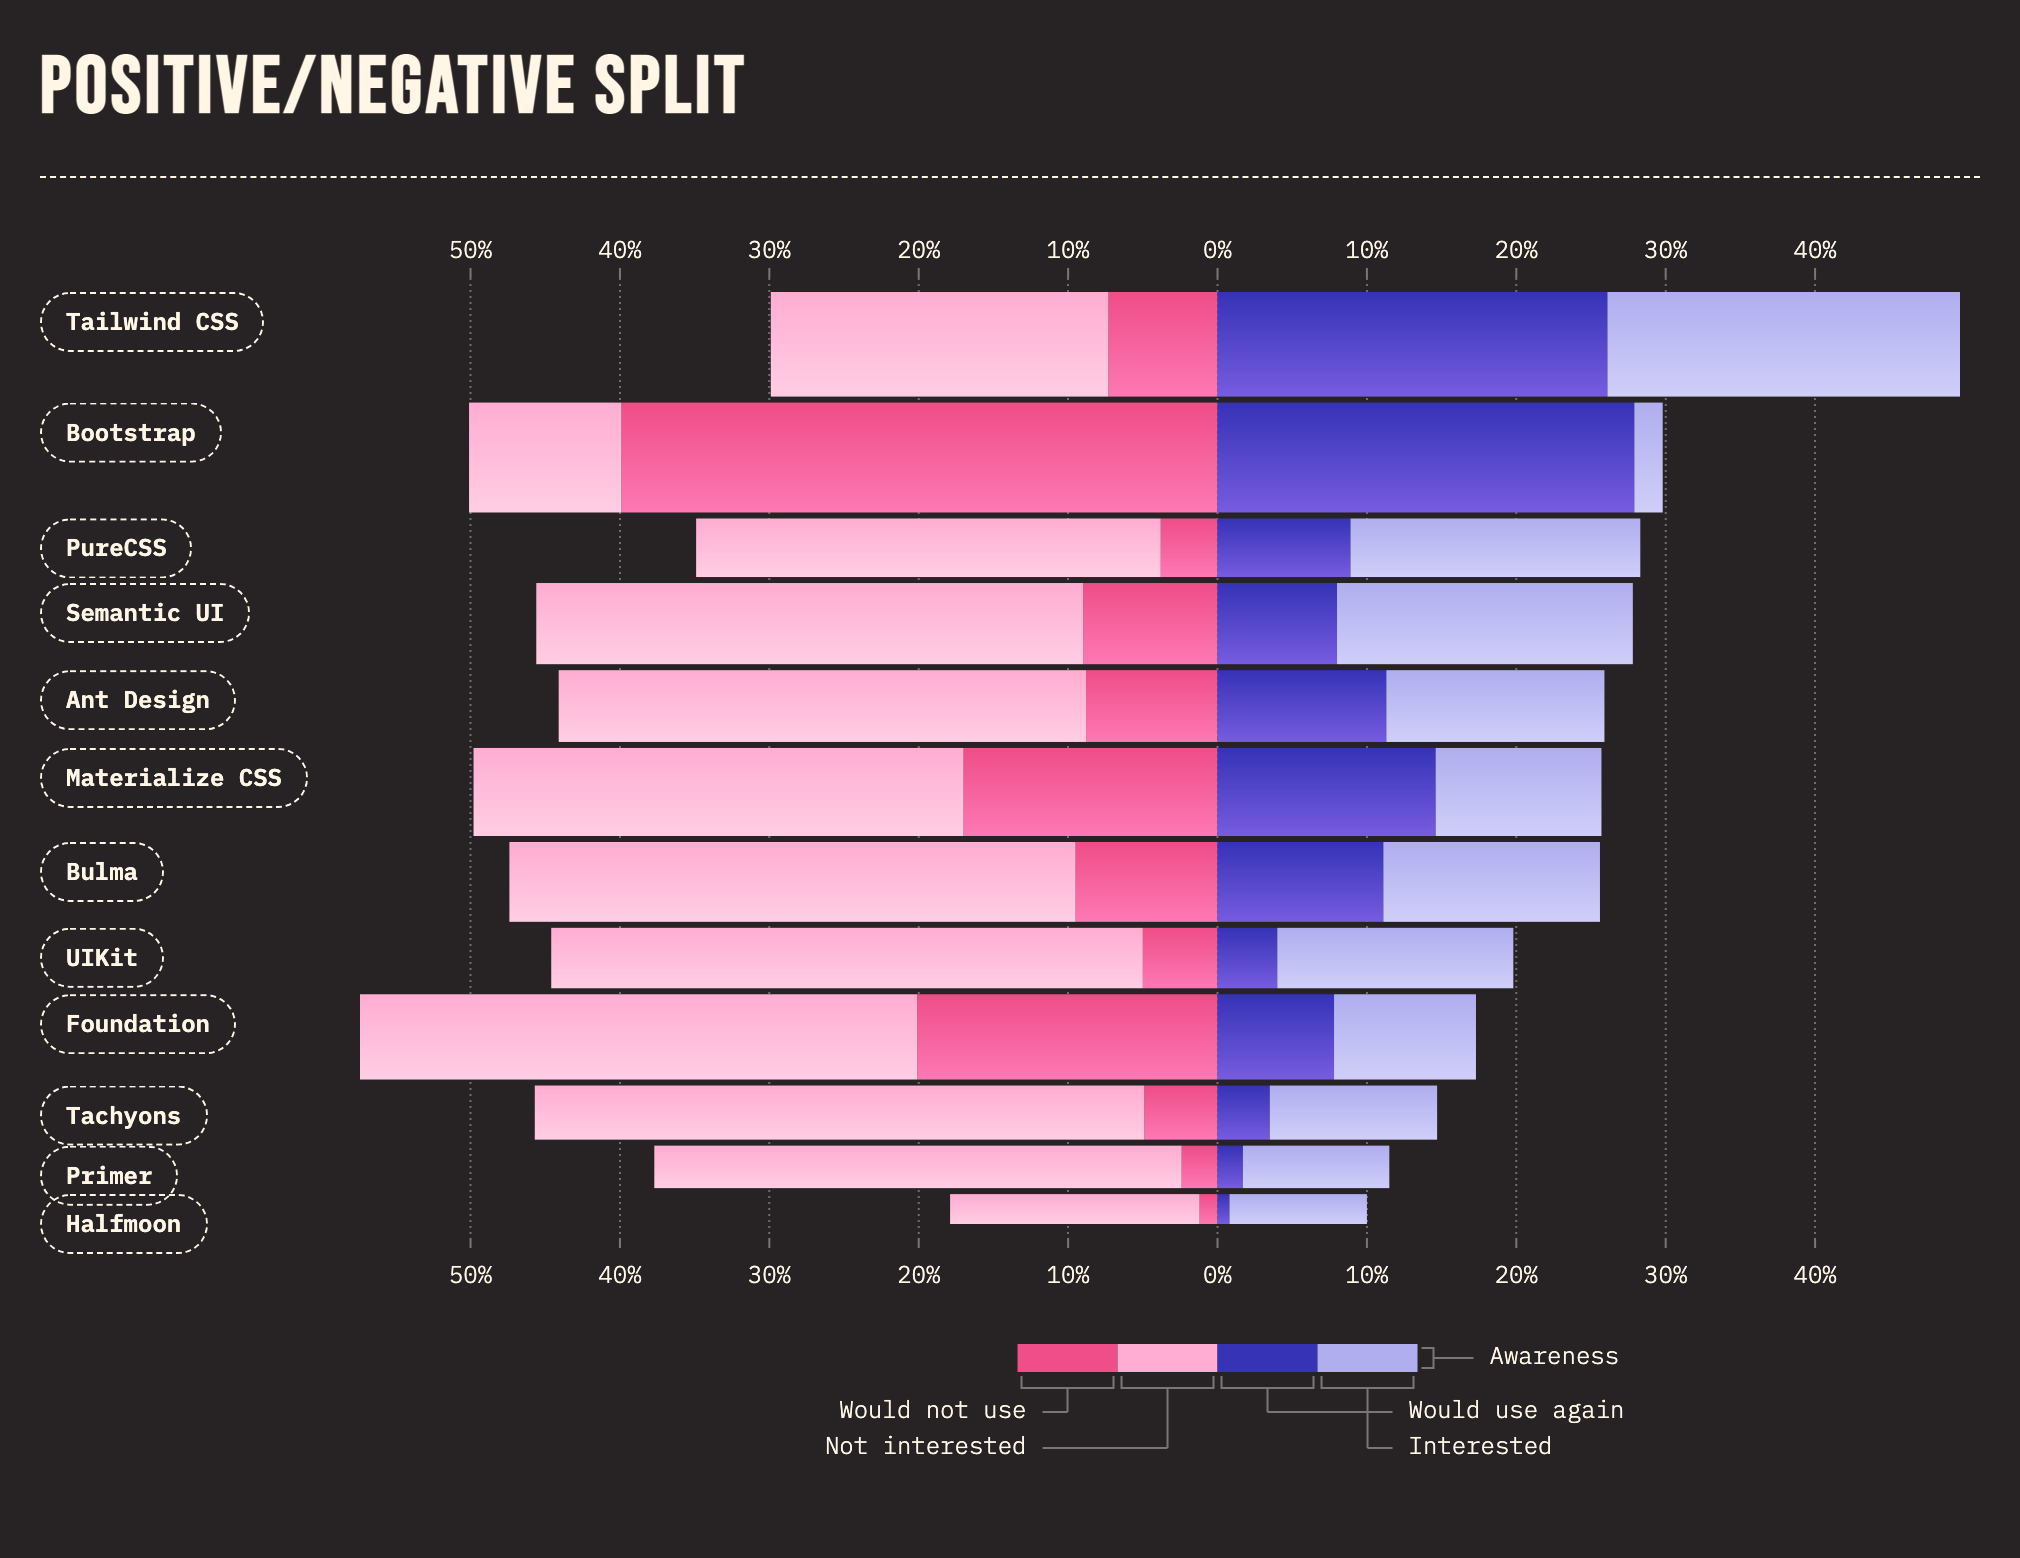 POSITIVE/NEGATIVE SPLIT
50% 40% 30% 20% 10% 0% 10% 20% 30% 40%
Tailwind CSS
Bootstrap
PureCSS
Semantic UI
Ant Design
Materialize CSS
Bulma
UIKit
Foundation
Tachyons
Primer
Halfmoon
50% 40% 30% 20% 10% 0% 10% 20% 30% 40%
Awareness
Would not use Would use again
Not interested Interested